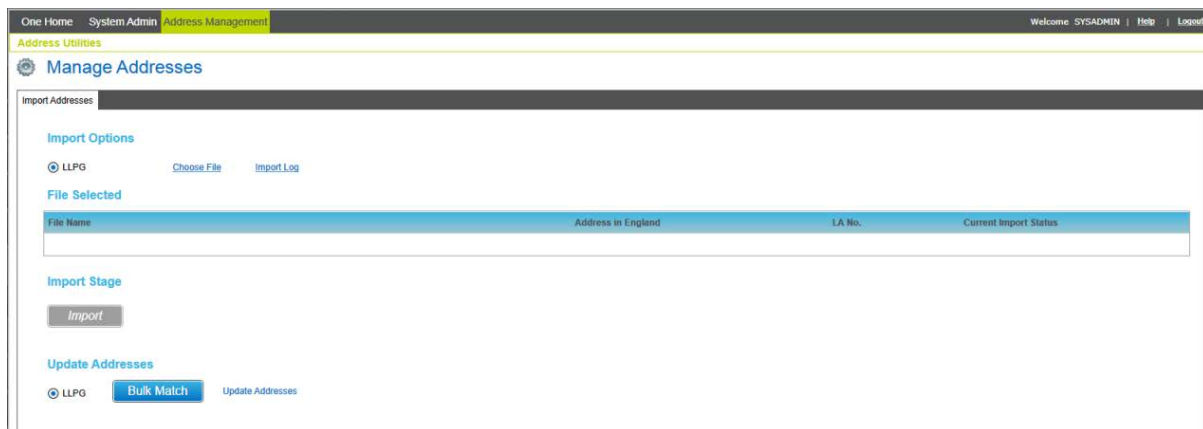 One Home System Admin Address Management Welcome SYSADMIN | Help | Logout
Address Utilities
Manage Addresses
Import Addresses
Import Options
LLPG Choose File Import Log
File Selected
File Name Address in England LA No. Current Import Status
Import Stage
Import
Update Addresses
LLPG Bulk Match Update Addresses